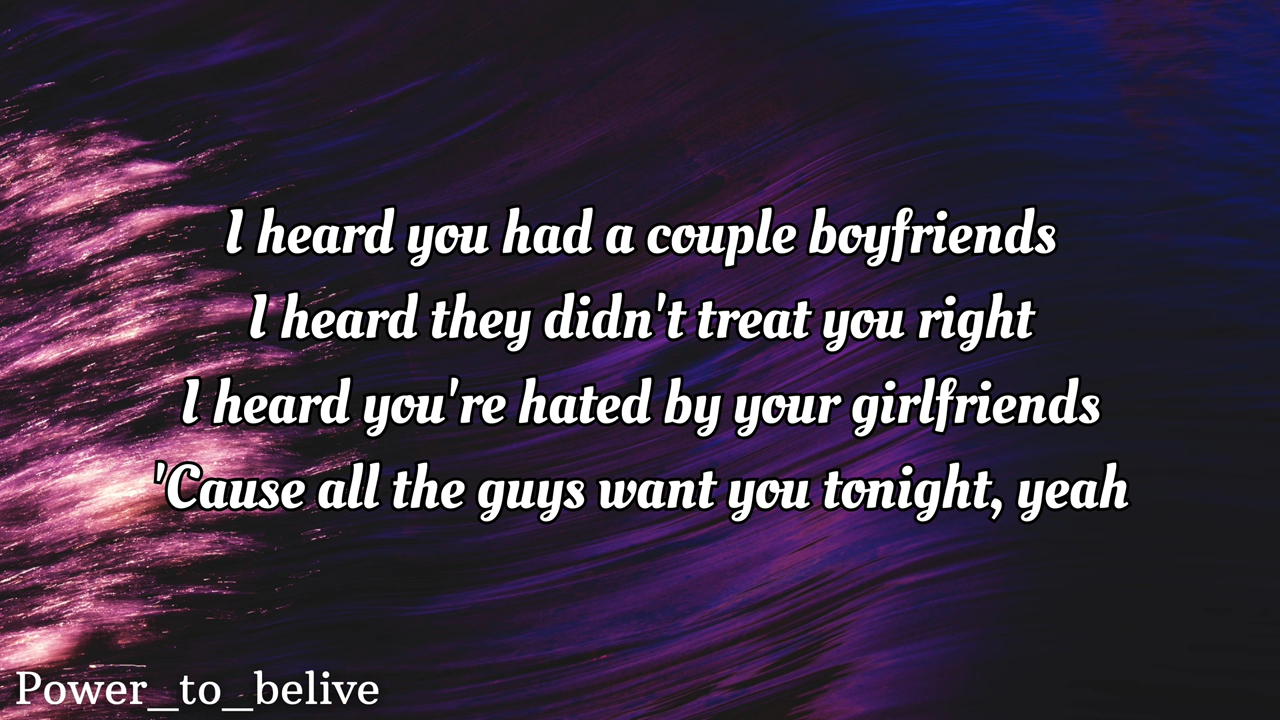 I heard you had a couple boyfriends
I heard they didn't treat you right
I heard you're hated by your girlfriends
'Cause all the guys want you tonight, yeah
Power_to_belive